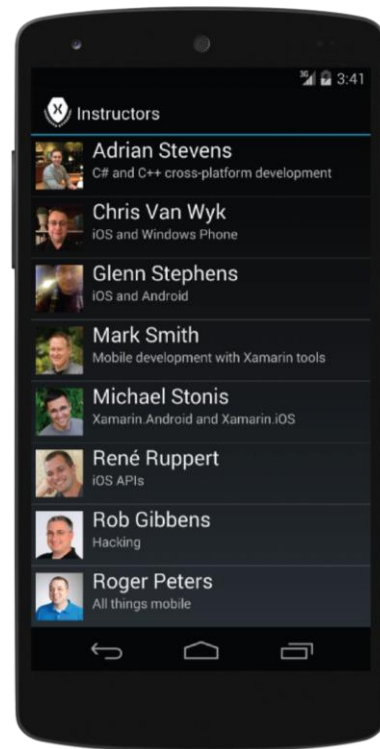 3G 3:41
Instructors
Adrian Stevens
C# and C++ cross-platform development
Chris Van Wyk
iOS and Windows Phone
Glenn Stephens
iOS and Android
Mark Smith
Mobile development with Xamarin tools
Michael Stonis
Xamarin.Android and Xamarin.iOS
René Ruppert
iOS APIs
Rob Gibbens
Hacking
Roger Peters
All things mobile